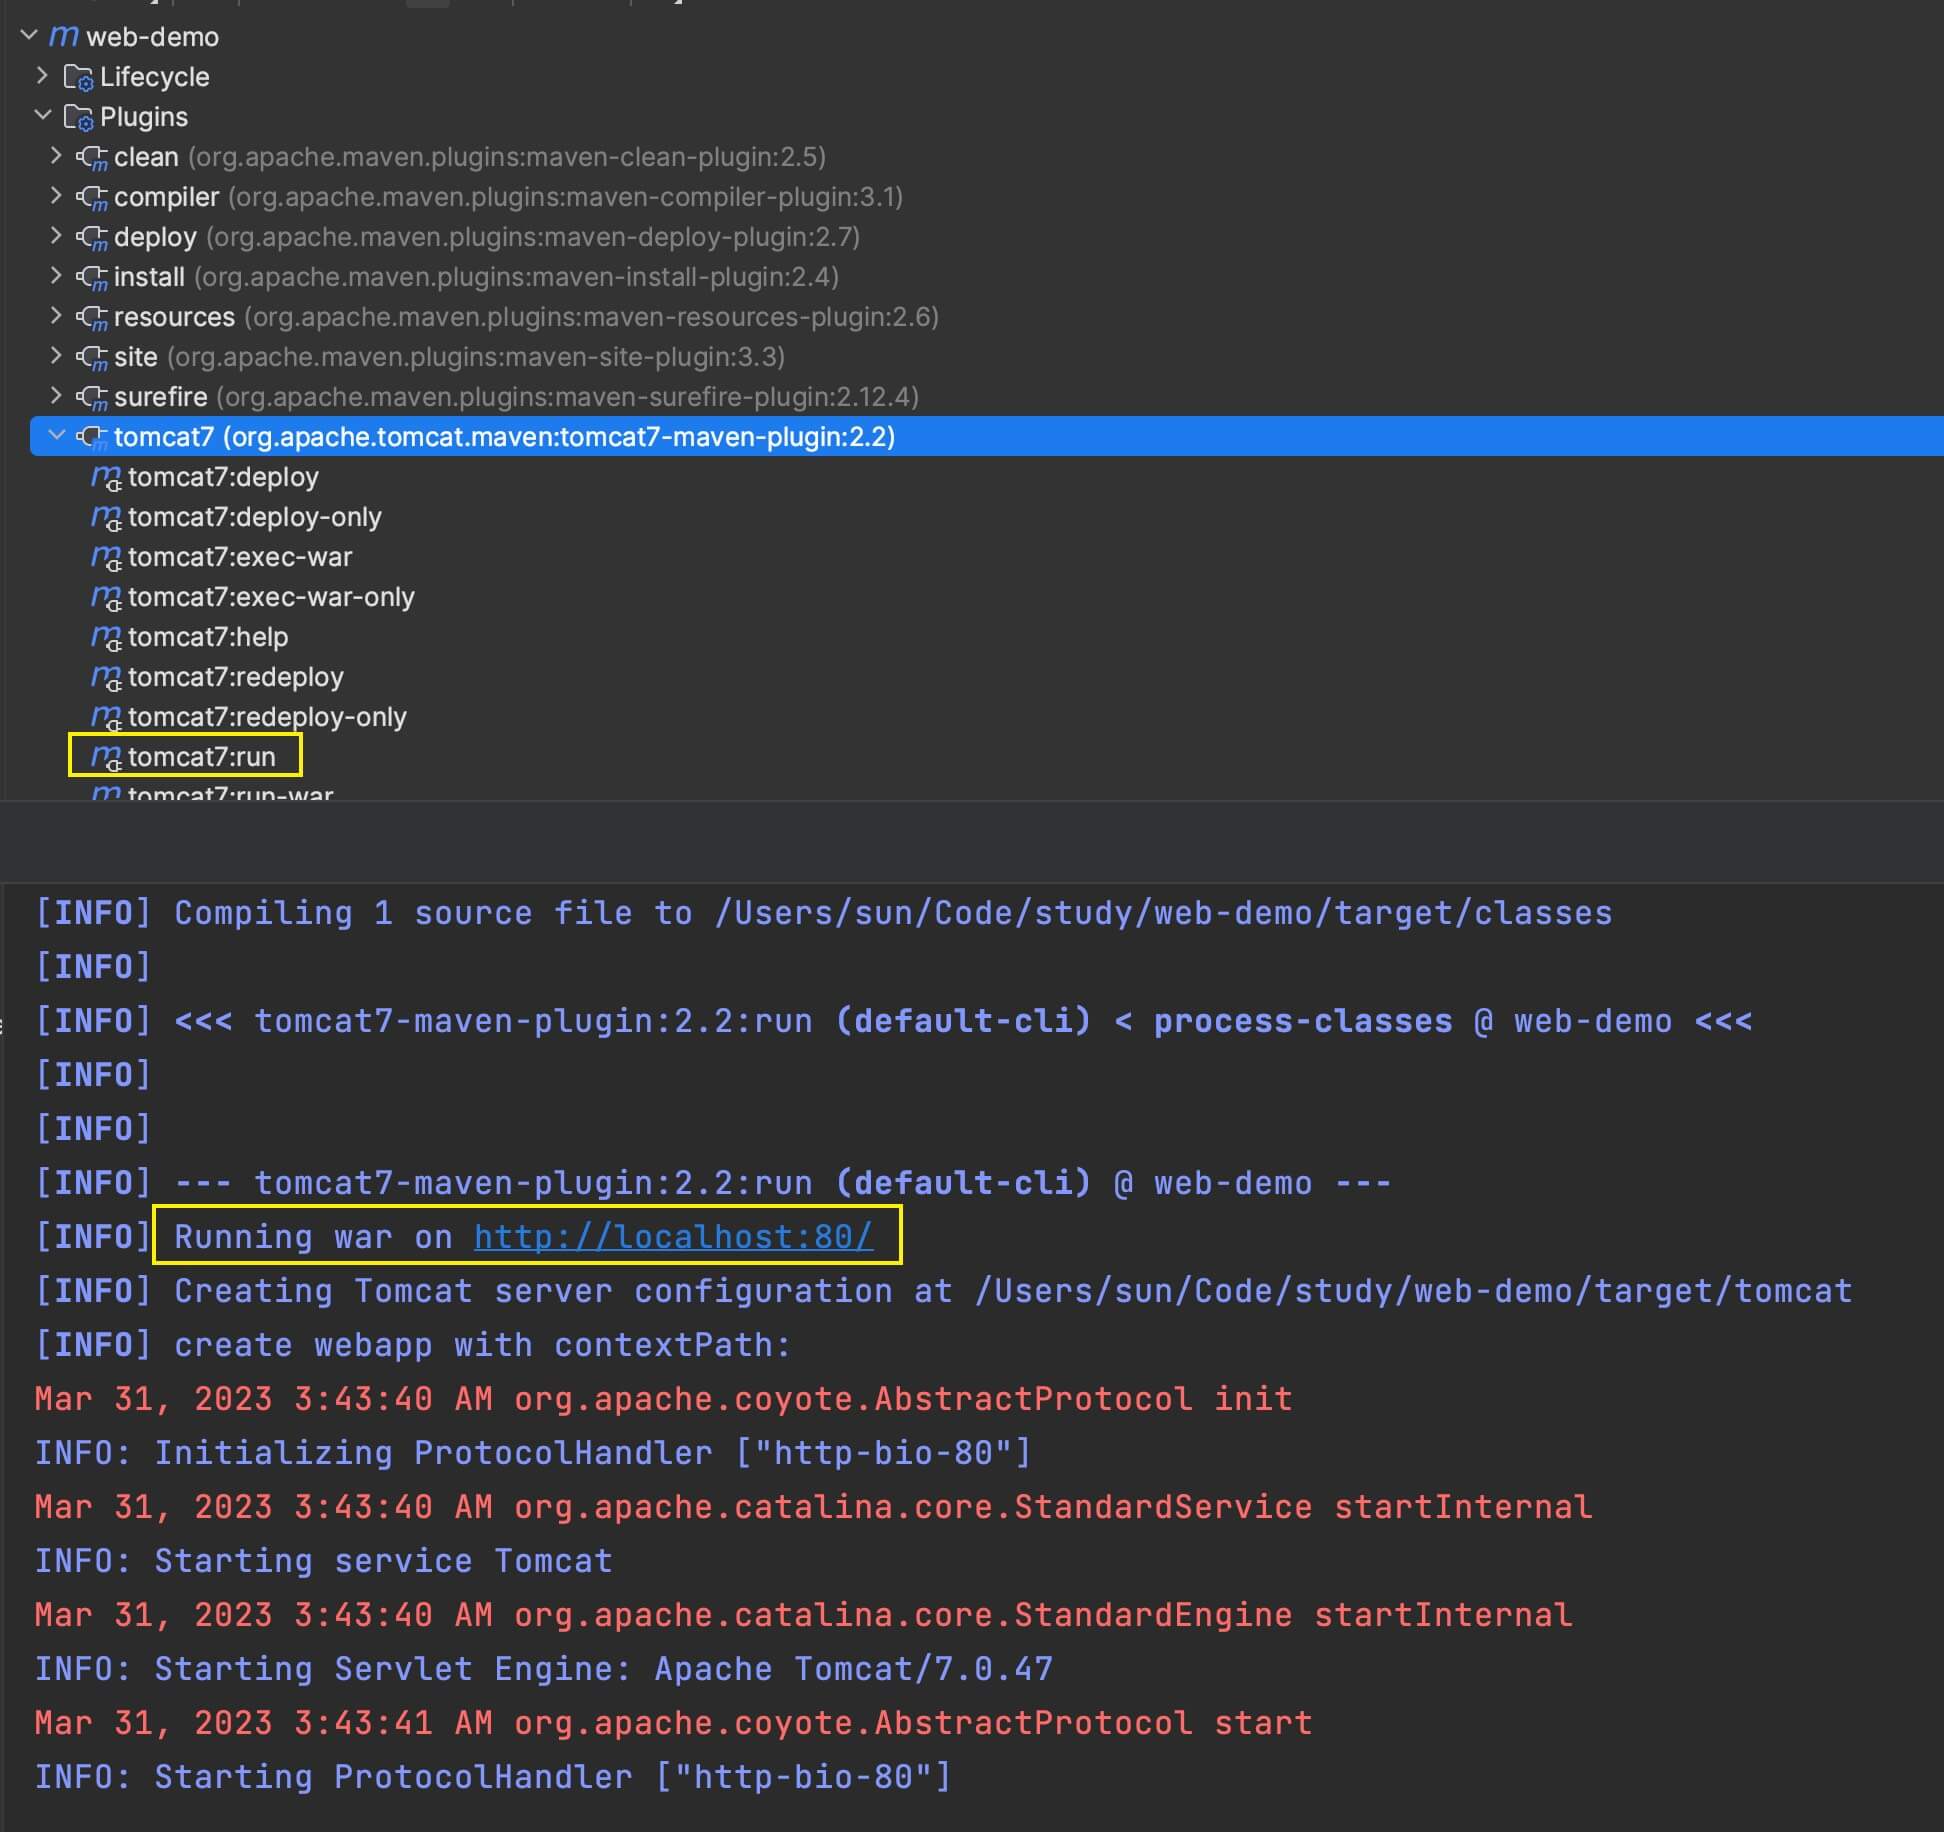 web-demo
Lifecycle
Plugins
clean (org.apache.maven.plugins:maven-clean-plugin:2.5)
compiler (org.apache.maven.plugins:maven-compiler-plugin:3.1)
deploy (org.apache.maven.plugins:maven-deploy-plugin:2.7)
install (org.apache.maven.plugins:maven-install-plugin:2.4)
resources (org.apache.maven.plugins:maven-resources-plugin:2.6)
site (org.apache.maven.plugins:maven-site-plugin:3.3)
surefire (org.apache.maven.plugins:maven-surefire-plugin:2.12.4)
tomcat7 (org.apache.tomcat.maven:tomcat7-maven-plugin:2.2)
tomcat7:deploy
tomcat7:deploy-only
tomcat7:exec-war
tomcat7:exec-war-only
tomcat7:help
tomcat7:redeploy
tomcat7:redeploy-only
tomcat7:run
tomcat7:run-war
[INFO] Compiling 1 source file to /Users/sun/Code/study/web-demo/target/classes
[INFO]
[INFO] <<< tomcat7-maven-plugin:2.2:run (default-cli) < process-classes @ web-demo <<<
[INFO]
[INFO]
[INFO] --- tomcat7-maven-plugin:2.2:run (default-cli) @ web-demo ---
[INFO] Running war on http://localhost:80/
[INFO] Creating Tomcat server configuration at /Users/sun/Code/study/web-demo/target/tomcat
[INFO] create webapp with contextPath:
Mar 31, 2023 3:43:40 AM org.apache.coyote.AbstractProtocol init
INFO: Initializing ProtocolHandler ["http-bio-80"]
Mar 31, 2023 3:43:40 AM org.apache.catalina.core.StandardService startInternal
INFO: Starting service Tomcat
Mar 31, 2023 3:43:40 AM org.apache.catalina.core.StandardEngine startInternal
INFO: Starting Servlet Engine: Apache Tomcat/7.0.47
Mar 31, 2023 3:43:41 AM org.apache.coyote.AbstractProtocol start
INFO: Starting ProtocolHandler ["http-bio-80"]